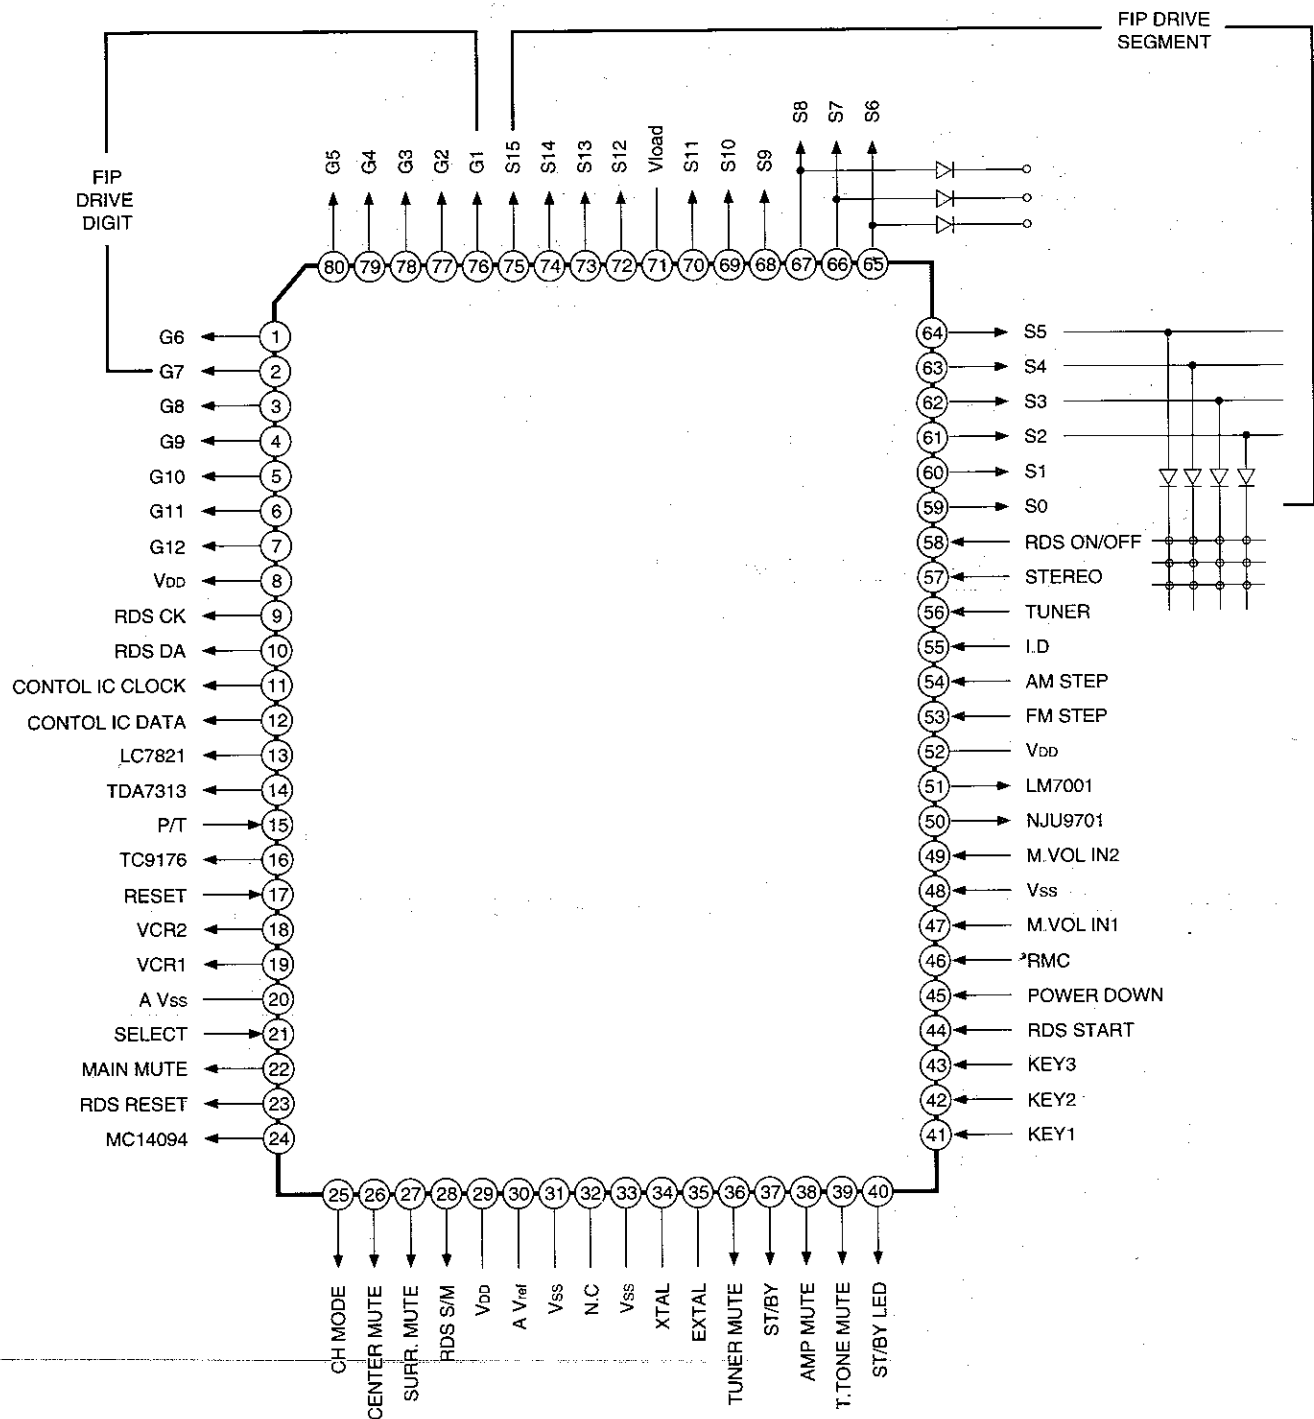 FIP DRIVE
SEGMENT
FIP
DRIVE
DIGIT
G5
G4
G3
G2
G1
S15
S14
S13
S12
Vload
S11
S10
S9
S8
S7
S6
80
79
78
77
76
75
74
73
72
71
70
69
68
67
66
65
G6 1
G7 2
G8 3
G9 4
G10 5
G11 6
G12 7
VDD 8
RDS CK 9
RDS DA 10
CONTOL IC CLOCK 11
CONTOL IC DATA 12
LC7821 13
TDA7313 14
P/T 15
TC9176 16
RESET 17
VCR2 18
VCR1 19
A Vss 20
SELECT 21
MAIN MUTE 22
RDS RESET 23
MC14094 24
64 S5
63 S4
62 S3
61 S2
60 S1
59 S0
58 RDS ON/OFF
57 STEREO
56 TUNER
55 I.D
54 AM STEP
53 FM STEP
52 VDD
51 LM7001
50 NJU9701
49 M.VOL IN2
48 Vss
47 M.VOL IN1
46 RMC
45 POWER DOWN
44 RDS START
43 KEY3
42 KEY2
41 KEY1
25
26
27
28
29
30
31
32
33
34
35
36
37
38
39
40
CH MODE
CENTER MUTE
SURR. MUTE
RDS S/M
VDD
A Vref
Vss
N.C
Vss
XTAL
EXTAL
TUNER MUTE
ST/BY
AMP MUTE
T.TONE MUTE
ST/BY LED